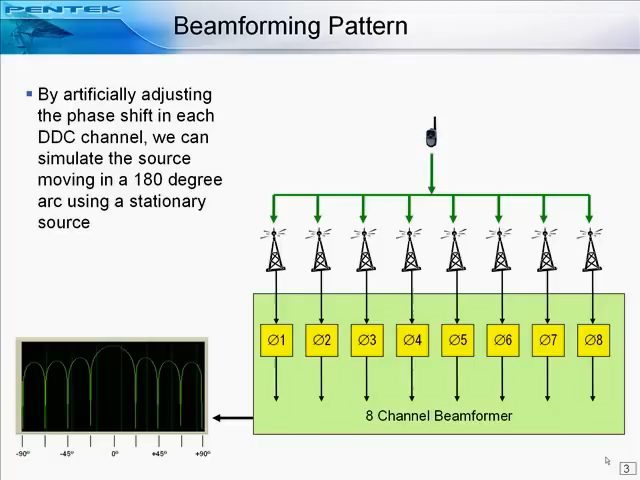 PENTEK
Beamforming Pattern
▪ By artificially adjusting
the phase shift in each
DDC channel, we can
simulate the source
moving in a 180 degree
arc using a stationary
source
∅1 ∅2 ∅3 ∅4 ∅5 ∅6 ∅7 ∅8
8 Channel Beamformer
-90° -45° 0° +45° +90°
3